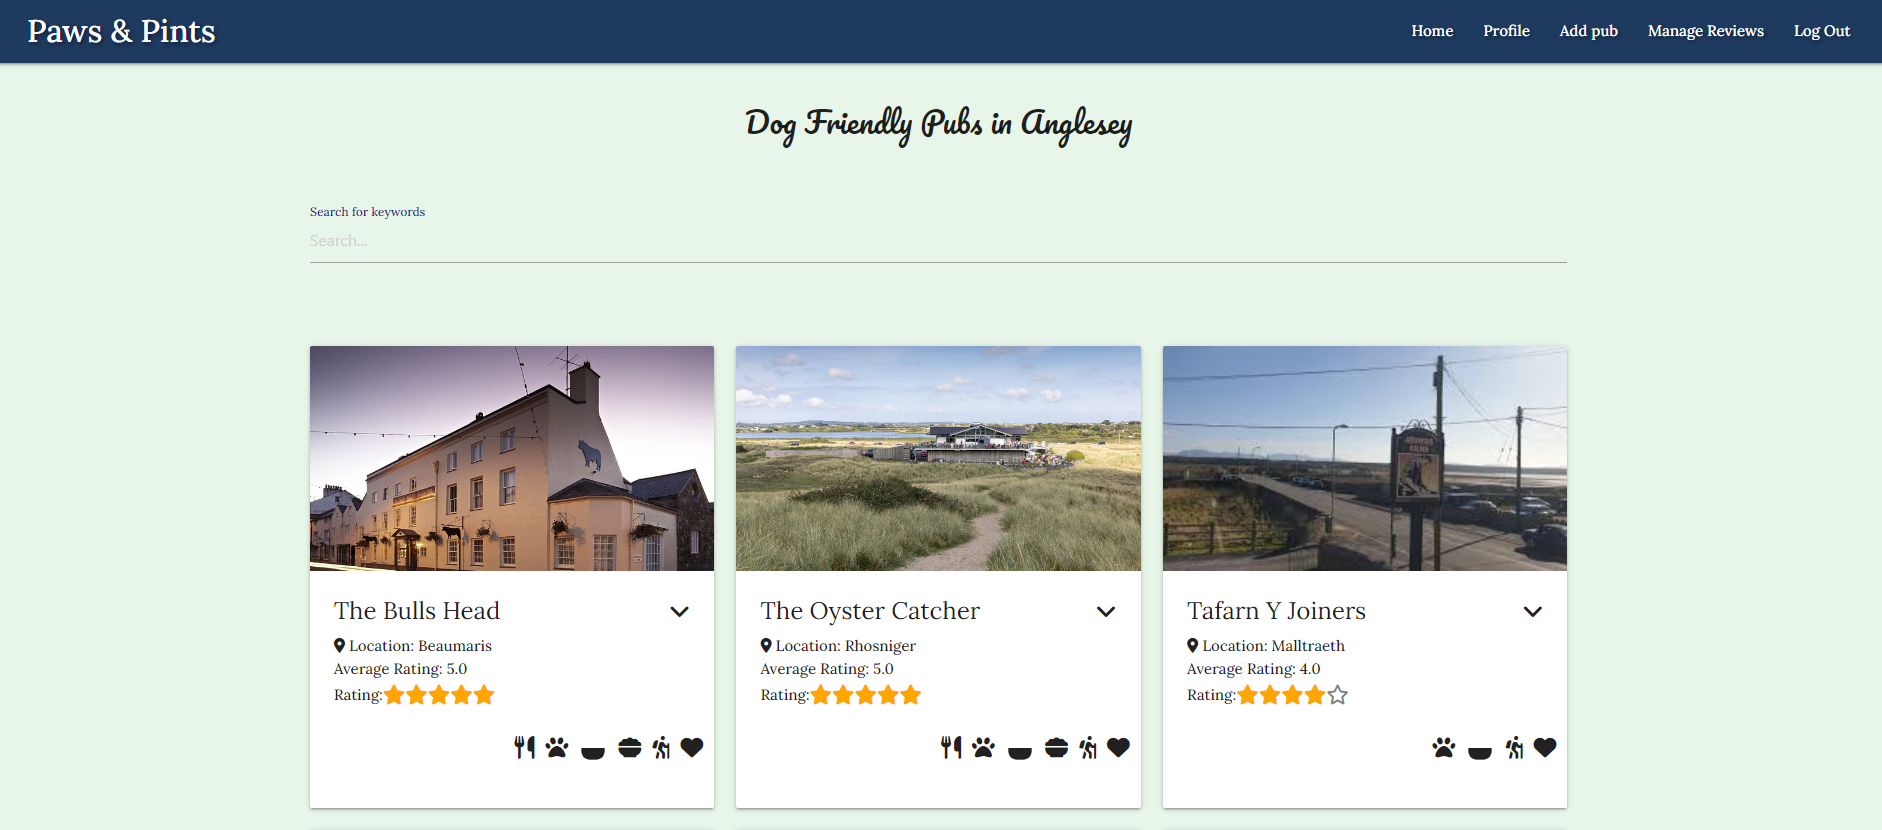 Paws & Pints
Home Profile Add pub Manage Reviews Log Out
Dog Friendly Pubs in Anglesey
Search for keywords
Search...
The Bulls Head
Location: Beaumaris
Average Rating: 5.0
Rating:
The Oyster Catcher
Location: Rhosniger
Average Rating: 5.0
Rating:
Tafarn Y Joiners
Location: Malltraeth
Average Rating: 4.0
Rating: